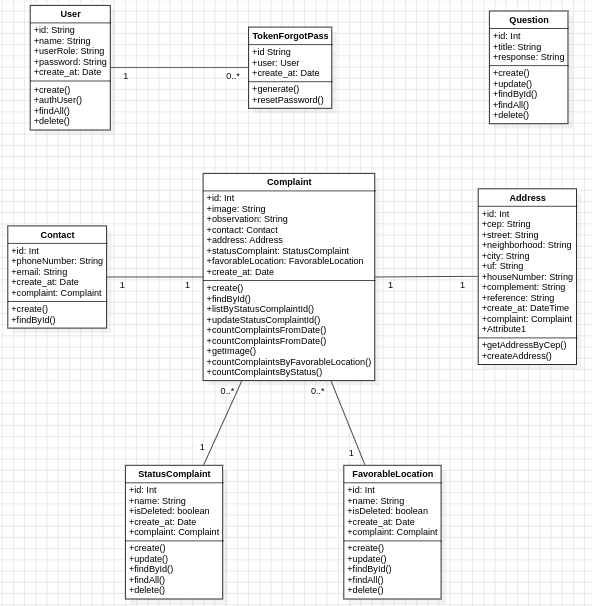 User
+id: String
+name: String
+userRole: String
+password: String
+create_at: Date
+create()
+authUser()
+findAll()
+delete()
1
0..*
TokenForgotPass
+id String
+user: User
+create_at: Date
+generate()
+resetPassword()
Question
+id: Int
+title: String
+response: String
+create()
+update()
+findById()
+findAll()
+delete()
Contact
+id: Int
+phoneNumber: String
+email: String
+create_at: Date
+complaint: Complaint
+create()
+findById()
1
1
Complaint
+id: Int
+image: String
+observation: String
+contact: Contact
+address: Address
+statusComplaint: StatusComplaint
+favorableLocation: FavorableLocation
+create_at: Date
+create()
+findById()
+listByStatusComplaintId()
+updateStatusComplaintId()
+countComplaintsFromDate()
+countComplaintsFromDate()
+getImage()
+countComplaintsByFavorableLocation()
+countComplaintsByStatus()
1
1
Address
+id: Int
+cep: String
+street: String
+neighborhood: String
+city: String
+uf: String
+houseNumber: String
+complement: String
+reference: String
+create_at: DateTime
+complaint: Complaint
+Attribute1
+getAddressByCep()
+createAddress()
0..*
0..*
1
1
StatusComplaint
+id: Int
+name: String
+isDeleted: boolean
+create_at: Date
+complaint: Complaint
+create()
+update()
+findById()
+findAll()
+delete()
FavorableLocation
+id: Int
+name: String
+isDeleted: boolean
+create_at: Date
+complaint: Complaint
+create()
+update()
+findById()
+findAll()
+delete()